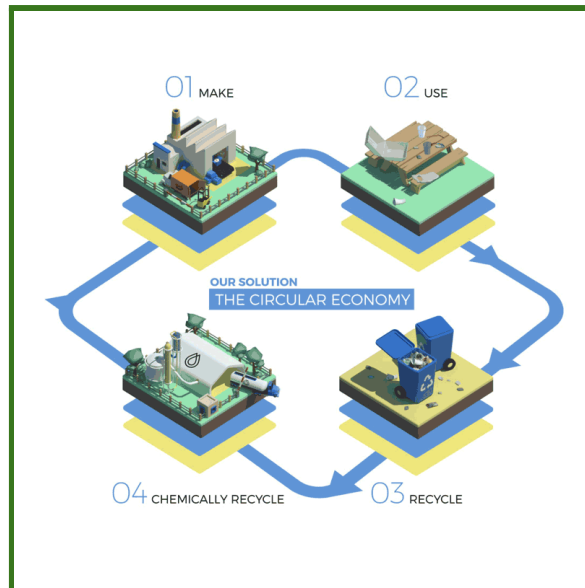 01 MAKE
02 USE
OUR SOLUTION
THE CIRCULAR ECONOMY
04 CHEMICALLY RECYCLE
03 RECYCLE